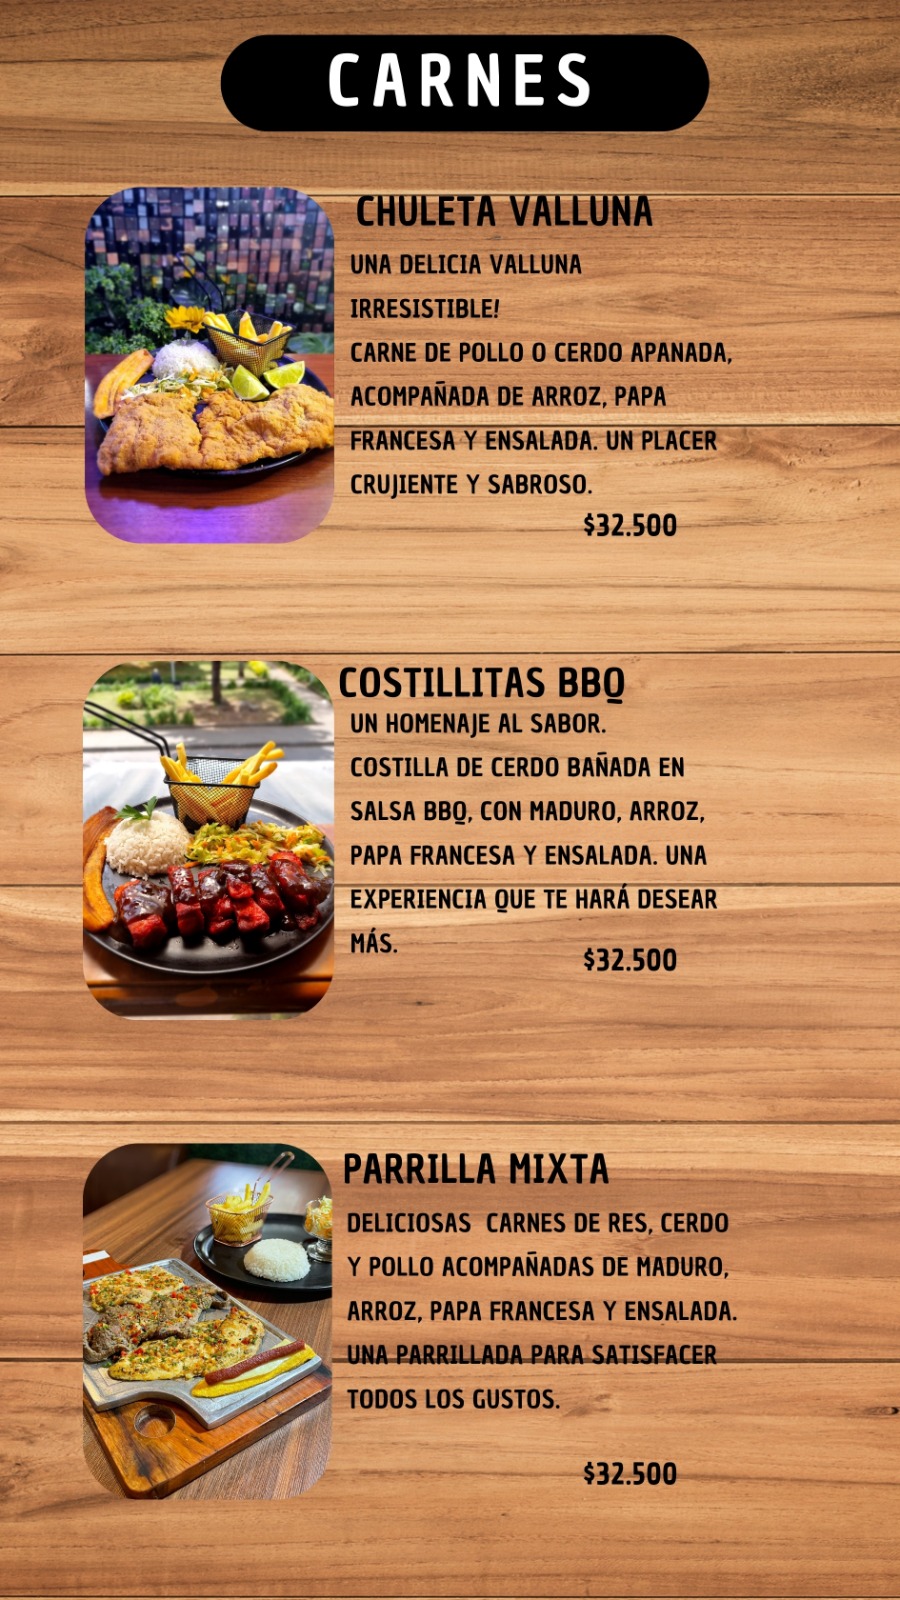 CARNES
CHULETA VALLUNA
UNA DELICIA VALLUNA
IRRESISTIBLE!
CARNE DE POLLO O CERDO APANADA,
ACOMPAÑADA DE ARROZ, PAPA
FRANCESA Y ENSALADA. UN PLACER
CRUJIENTE Y SABROSO.
$32.500
COSTILLITAS BBQ
UN HOMENAJE AL SABOR.
COSTILLA DE CERDO BAÑADA EN
SALSA BBQ, CON MADURO, ARROZ,
PAPA FRANCESA Y ENSALADA. UNA
EXPERIENCIA QUE TE HARÁ DESEAR
MÁS.
$32.500
PARRILLA MIXTA
DELICIOSAS  CARNES DE RES, CERDO
Y POLLO ACOMPAÑADAS DE MADURO,
ARROZ, PAPA FRANCESA Y ENSALADA.
UNA PARRILLADA PARA SATISFACER
TODOS LOS GUSTOS.
$32.500